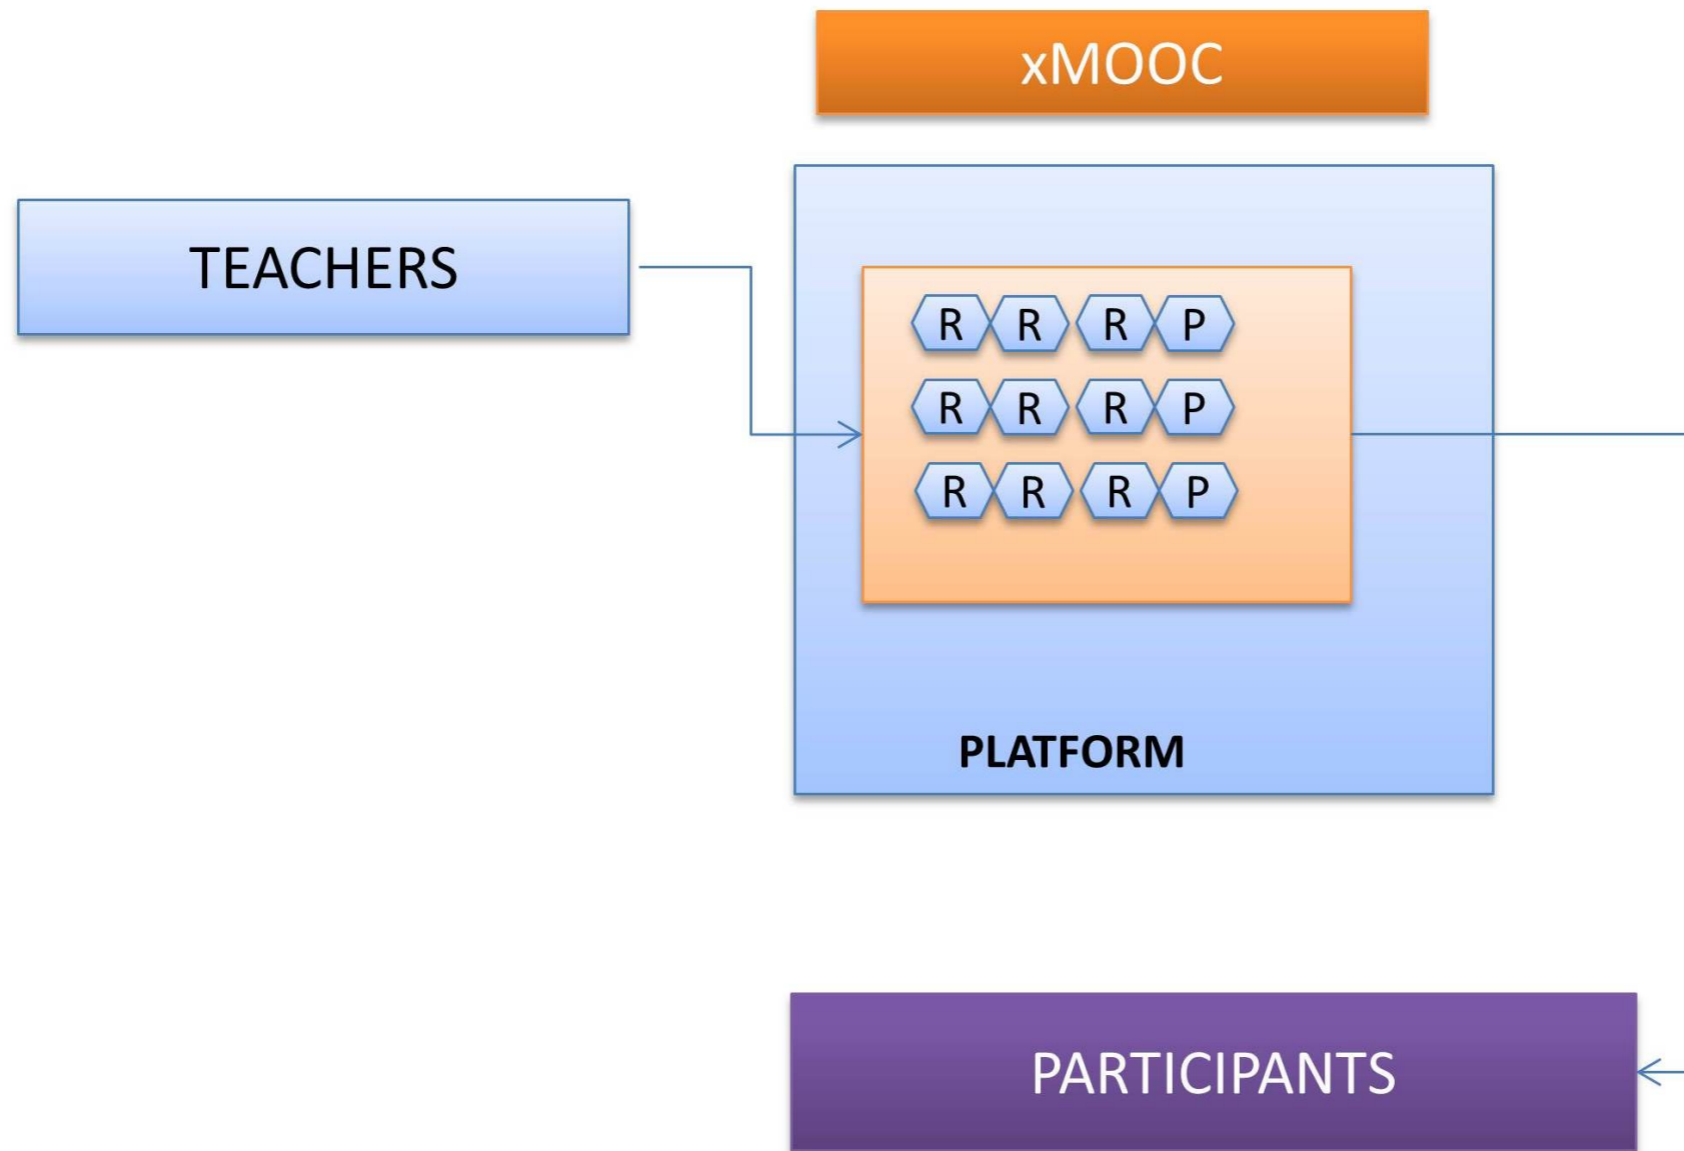 xMOOC
TEACHERS
R R R P
R R R P
R R R P
PLATFORM
PARTICIPANTS